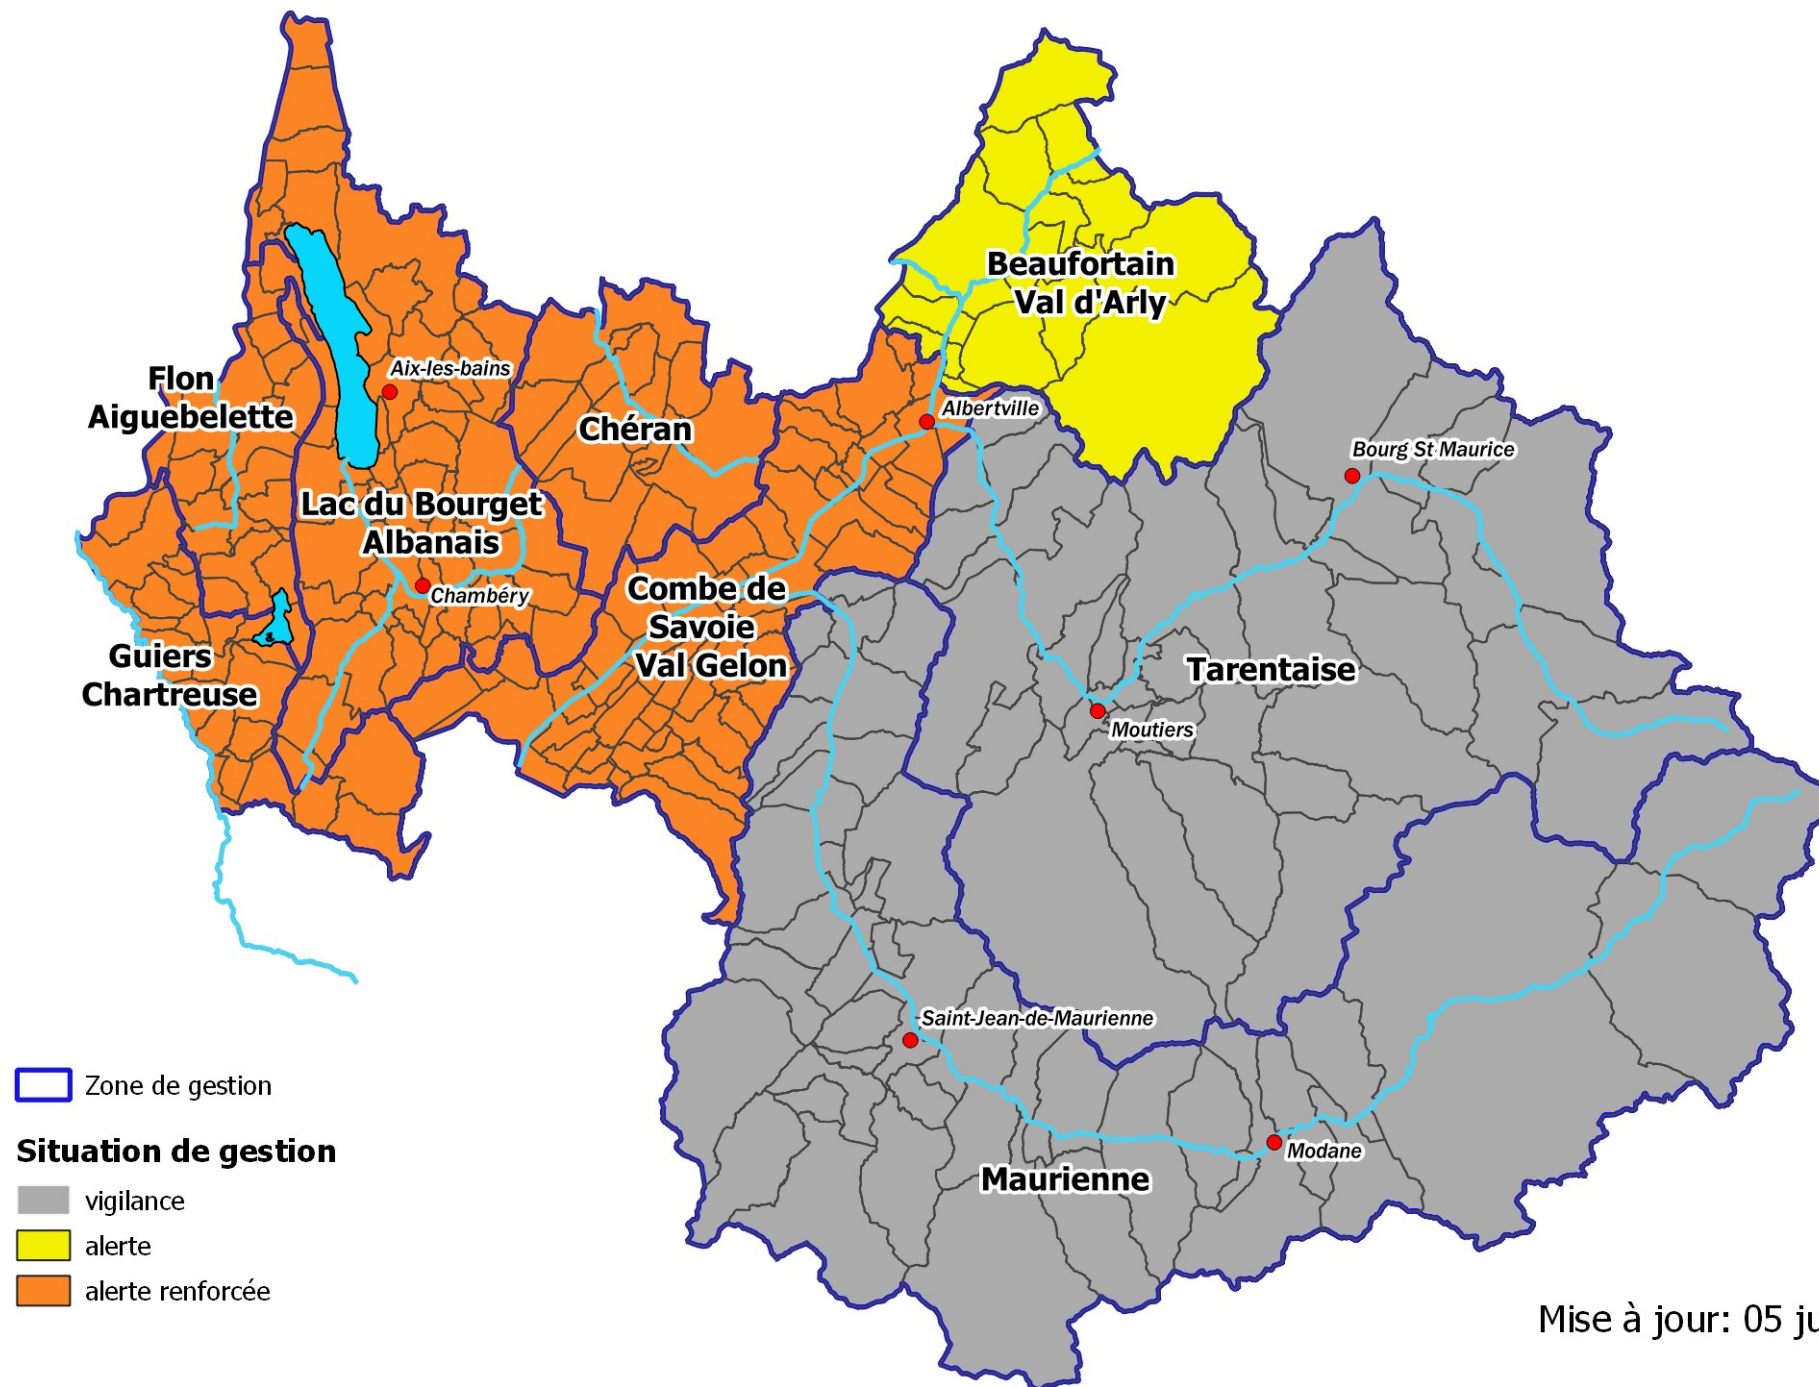 Beaufortain
Val d'Arly
Flon
Aiguebelette
Aix-les-bains
Chéran
Albertville
Bourg St Maurice
Lac du Bourget
Albanais
Chambéry
Combe de
Savoie
Val Gelon
Guiers
Chartreuse
Tarentaise
Moutiers
Saint-Jean-de-Maurienne
Modane
Maurienne
Zone de gestion
Situation de gestion
vigilance
alerte
alerte renforcée
Mise à jour: 05 ju